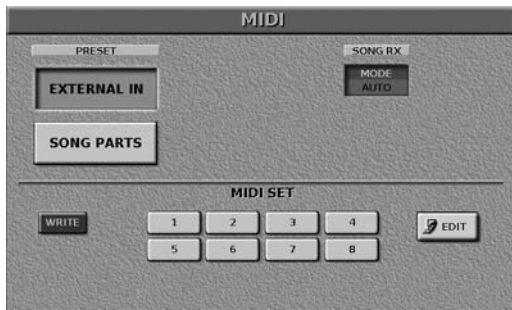 MIDI
PRESET
SONG RX
EXTERNAL IN
MODE
AUTO
SONG PARTS
MIDI SET
WRITE
1 2 3 4
EDIT
5 6 7 8